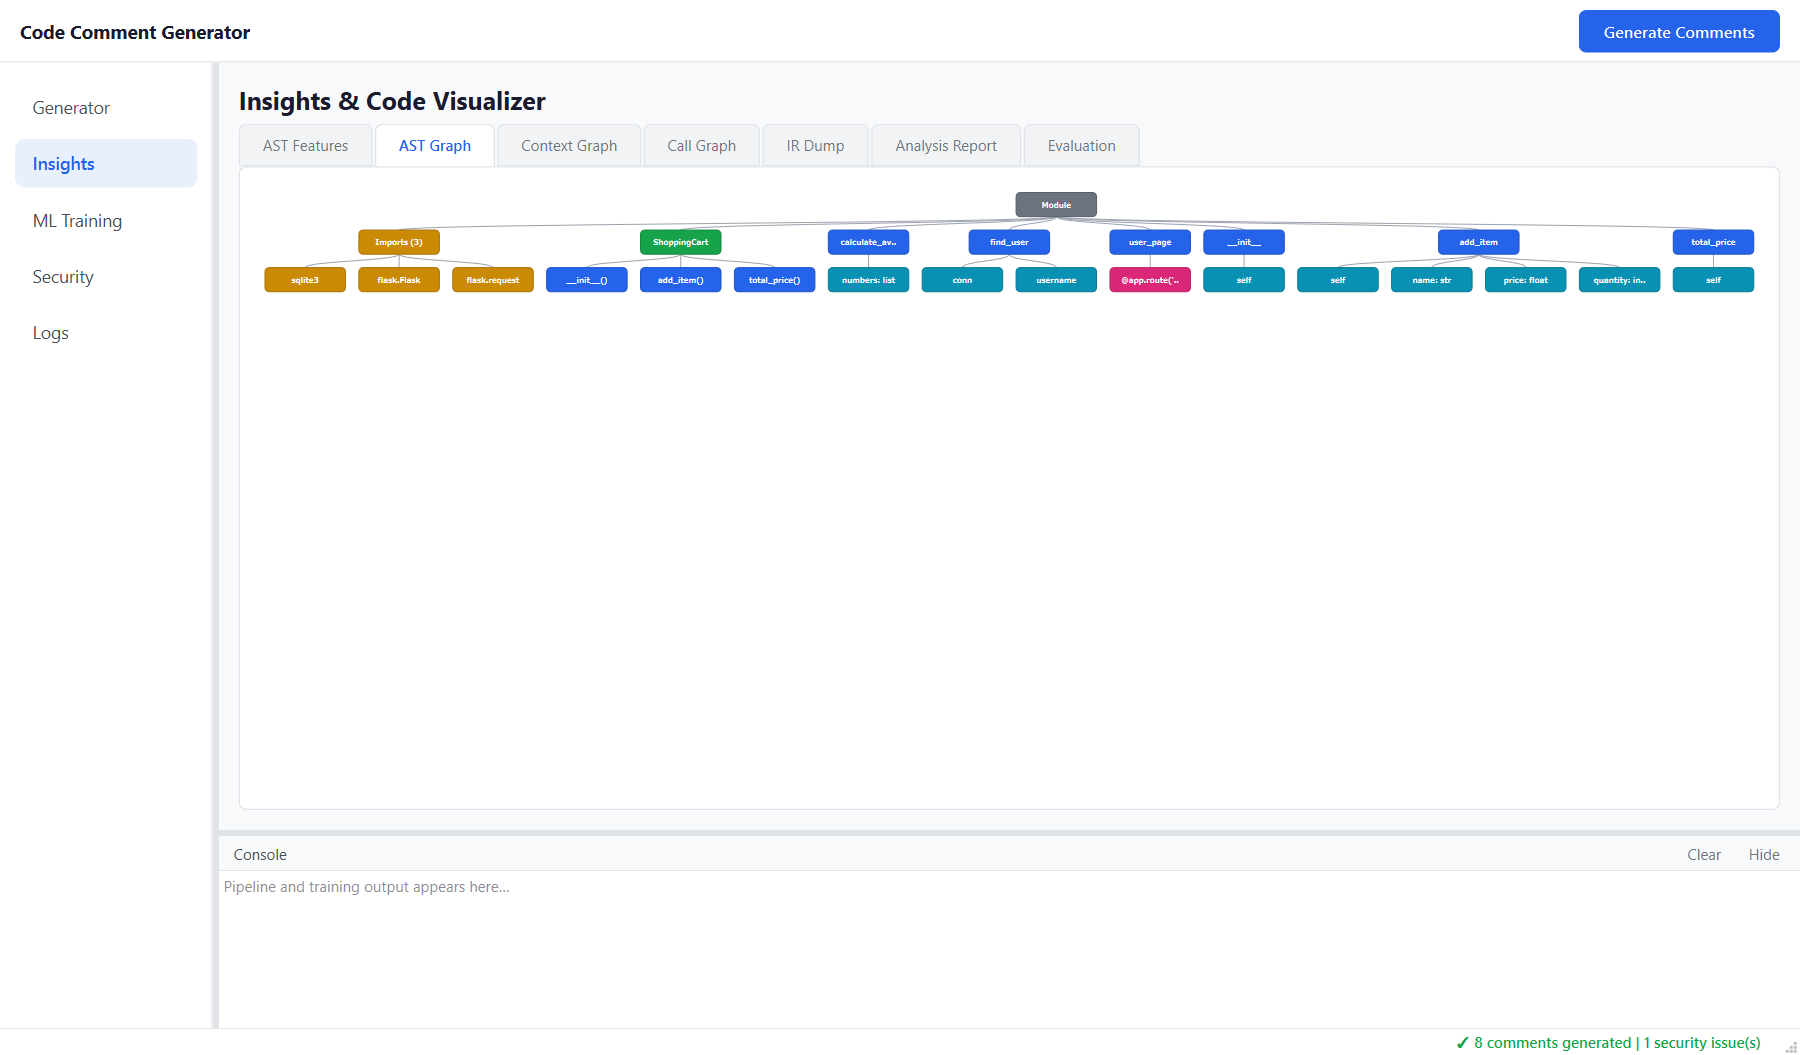 Code Comment Generator
Generate Comments
Generator
Insights
ML Training
Security
Logs
Insights & Code Visualizer
AST Features
AST Graph
Context Graph
Call Graph
IR Dump
Analysis Report
Evaluation
Module
Imports (3)
ShoppingCart
calculate_av..
find_user
user_page
__init__
add_item
total_price
sqlite3
flask.Flask
flask.request
__init__()
add_item()
total_price()
numbers: list
conn
username
@app.route('..
self
self
name: str
price: float
quantity: in..
self
Console
Clear
Hide
Pipeline and training output appears here...
✓ 8 comments generated | 1 security issue(s)